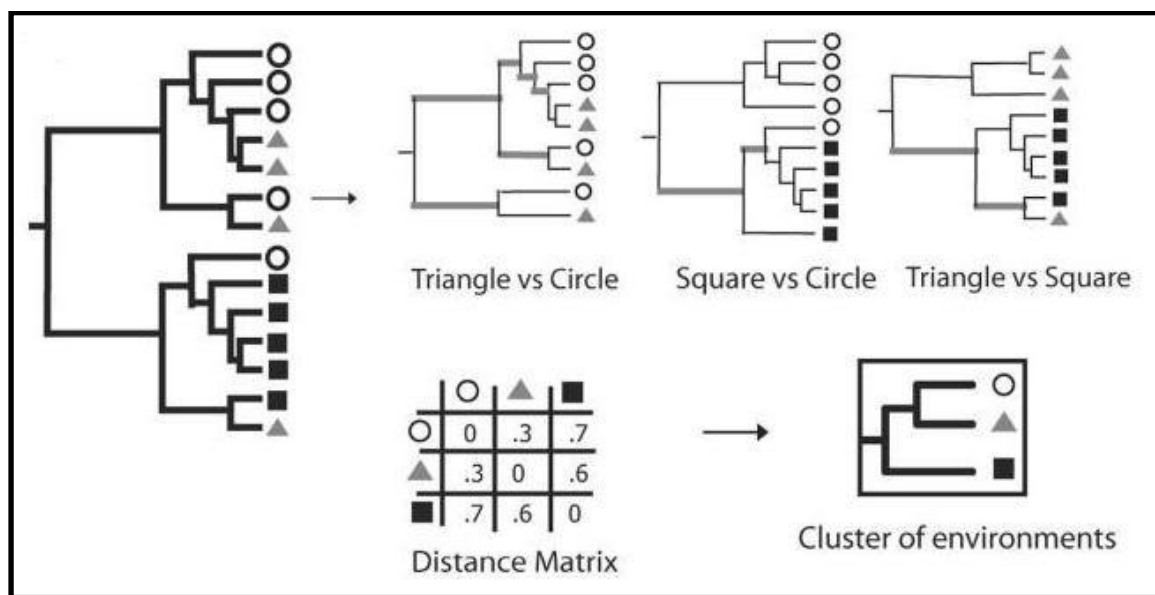 Triangle vs Circle
Square vs Circle
Triangle vs Square
0 .3 .7
.3 0 .6
.7 .6 0
Distance Matrix
Cluster of environments